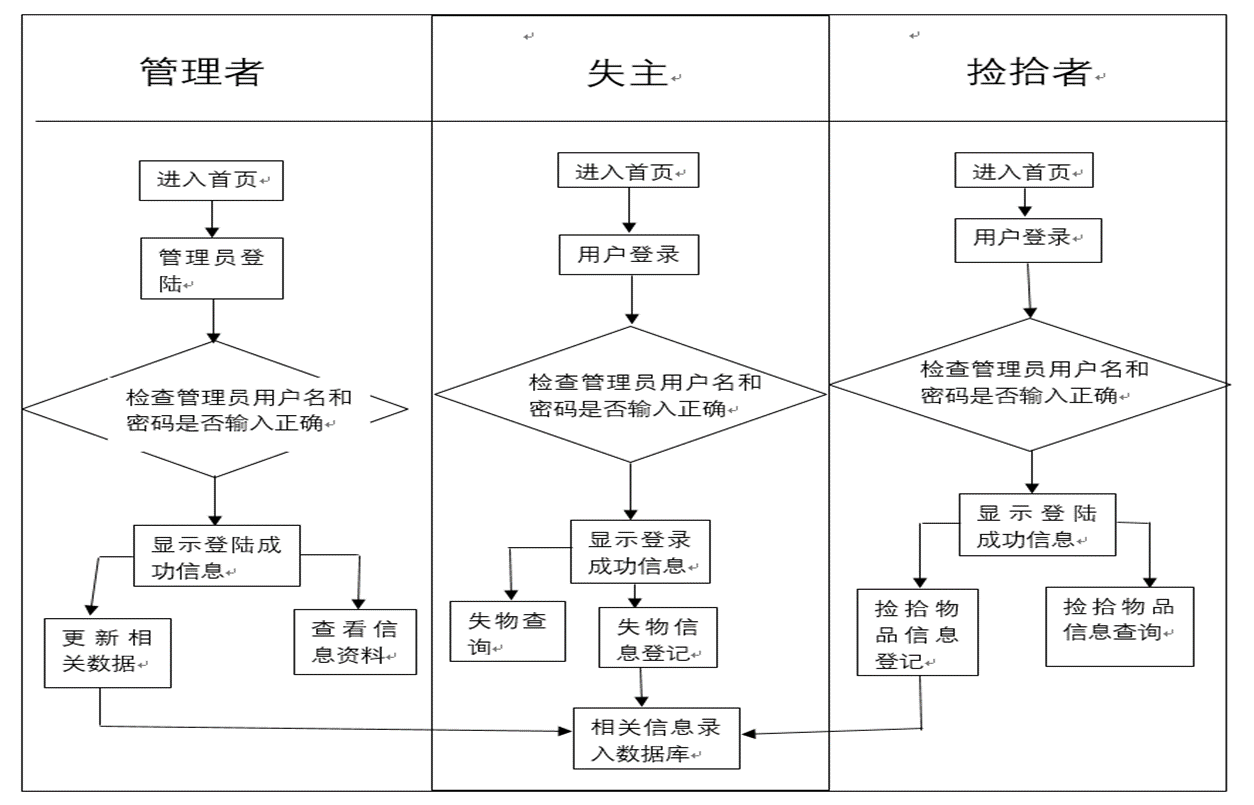 管理者
失主
捡拾者
进入首页
管理员登
陆
检查管理员用户名和
密码是否输入正确
显示登陆成
功信息
更新相
关数据
查看信
息资料
进入首页
用户登录
检查管理员用户名和
密码是否输入正确
显示登录
成功信息
失物查
询
失物信
息登记
相关信息录
入数据库
进入首页
用户登录
检查管理员用户名和
密码是否输入正确
显示登陆
成功信息
捡拾物
品信息
登记
捡拾物品
信息查询